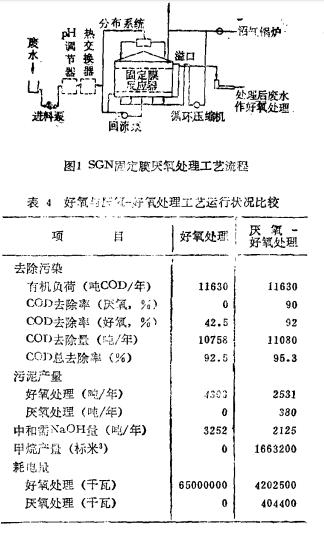 分布系统
废水
pH调节器
热交换器
溢口
沼气锅炉
固定膜
反应器
处理后废水
作好氧处理
进料泵
回流泵
循环压缩机
图1 SGN固定膜厌氧处理工艺流程
表 4 好氧与厌氧-好氧处理工艺运行状况比较
项 目 好氧处理 厌氧-好氧处理
去除污染
有机负荷（吨COD/年） 11630 11630
COD去除率（厌氧，%） 0 90
COD去除率（好氧，%） 42.5 92
COD去除量（吨/年） 10758 11080
COD总去除率（%） 92.5 95.3
污泥产量
好氧处理（吨/年） 4303 2531
厌氧处理（吨/年） 0 380
中和需NaOH量（吨/年） 3252 2125
甲烷产量（标米³） 0 1663200
耗电量
好氧处理（千瓦） 65000000 4202500
厌氧处理（千瓦） 0 404400